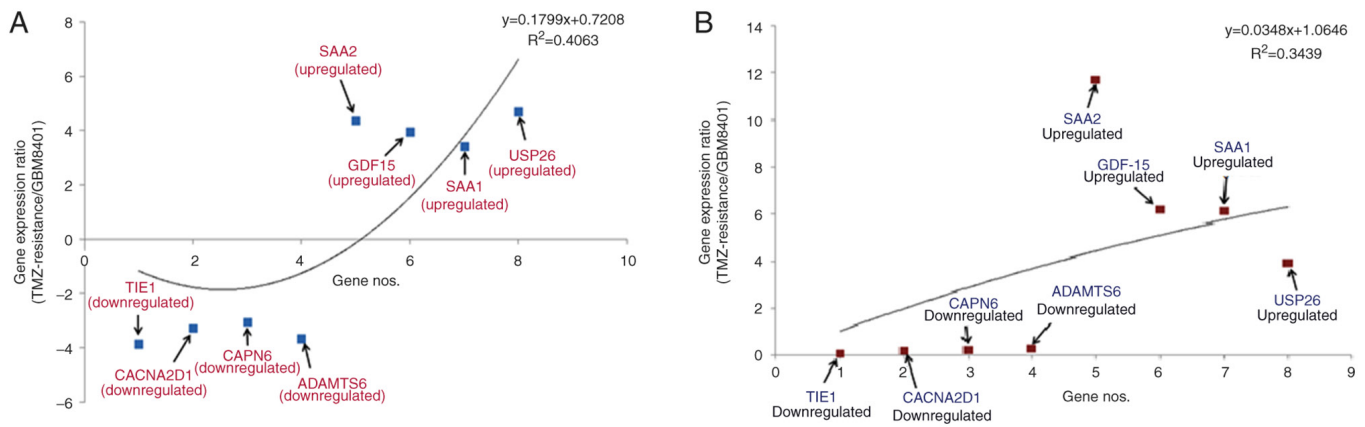 A
y=0.1799x+0.7208
R²=0.4063
Gene expression ratio
(TMZ-resistance/GBM8401)
8
6
4
2
0
−2
−4
−6
0
2
4
6
8
10
Gene nos.
SAA2
(upregulated)
GDF15
(upregulated)
SAA1
(upregulated)
USP26
(upregulated)
TIE1
(downregulated)
CACNA2D1
(downregulated)
CAPN6
(downregulated)
ADAMTS6
(downregulated)
B
y=0.0348x+1.0646
R²=0.3439
Gene expression ratio
(TMZ-resistance/GBM8401)
14
12
10
8
6
4
2
0
0
1
2
3
4
5
6
7
8
9
Gene nos.
SAA2
Upregulated
GDF-15
Upregulated
SAA1
Upregulated
USP26
Upregulated
CAPN6
Downregulated
ADAMTS6
Downregulated
TIE1
Downregulated
CACNA2D1
Downregulated